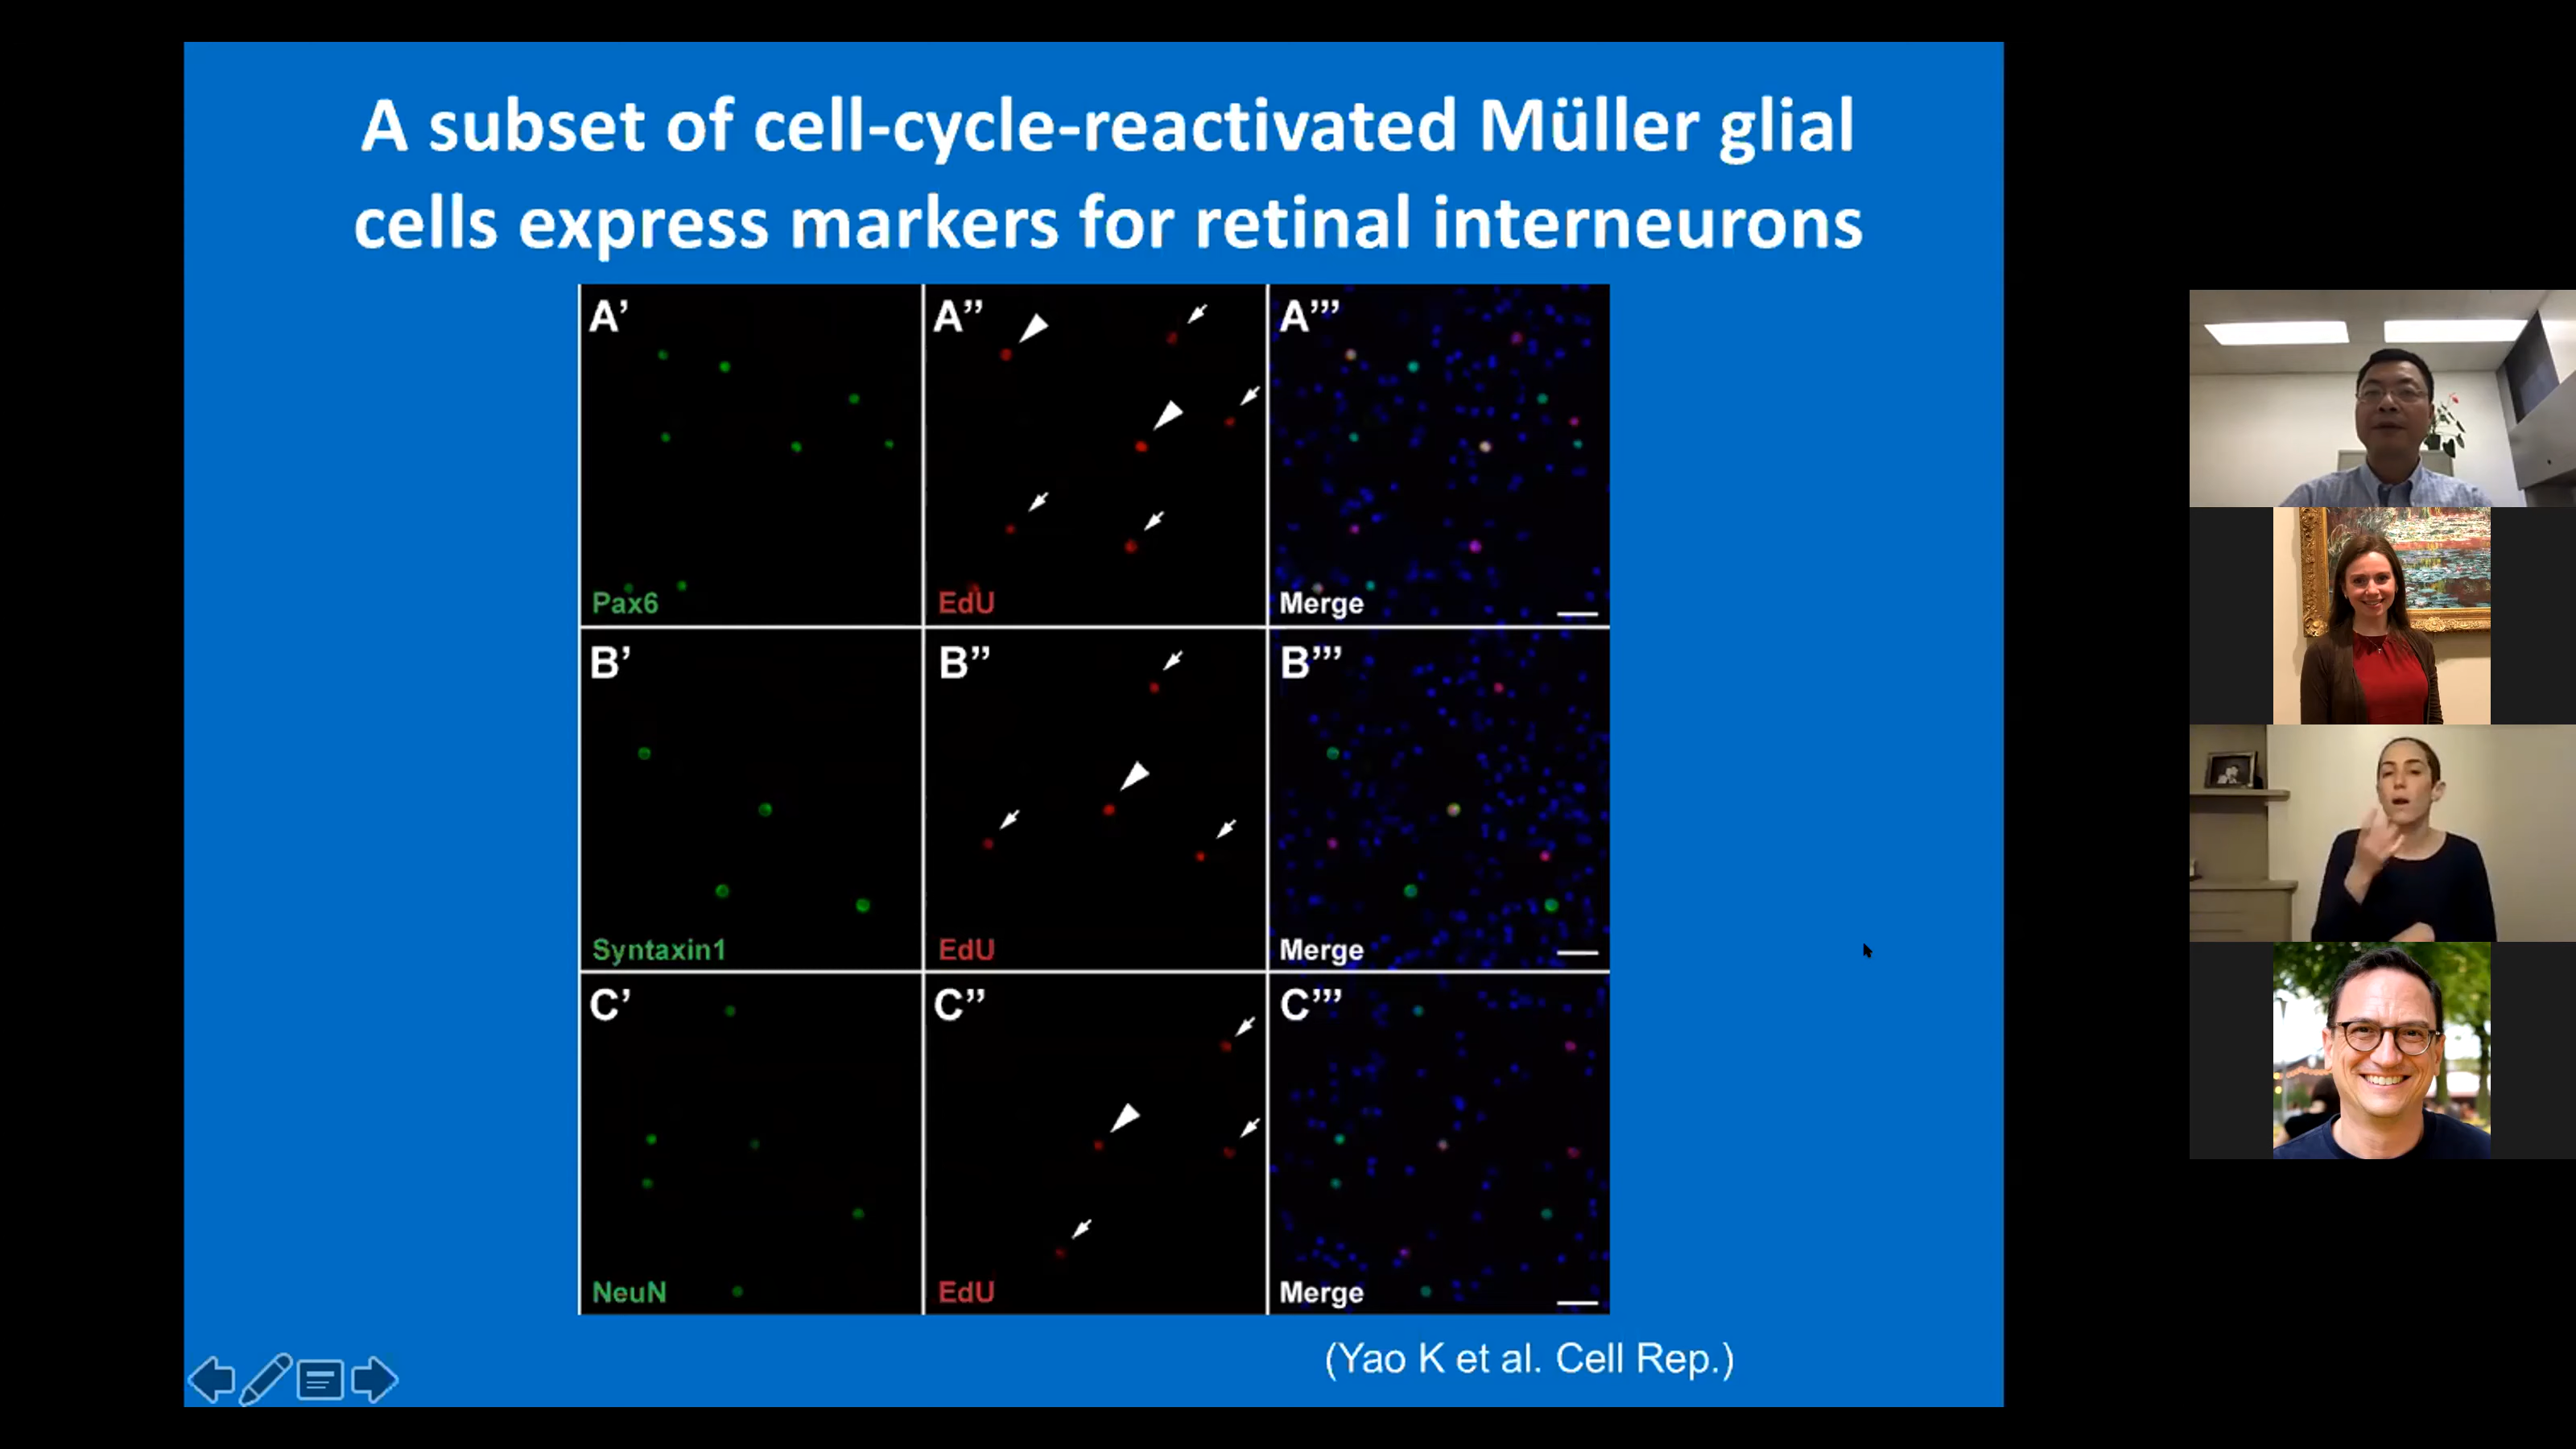 A subset of cell-cycle-reactivated Müller glial
cells express markers for retinal interneurons
A’ A’’ A’’’
Pax6 EdU Merge
B’ B’’ B’’’
Syntaxin1 EdU Merge
C’ C’’ C’’’
NeuN EdU Merge
(Yao K et al. Cell Rep.)